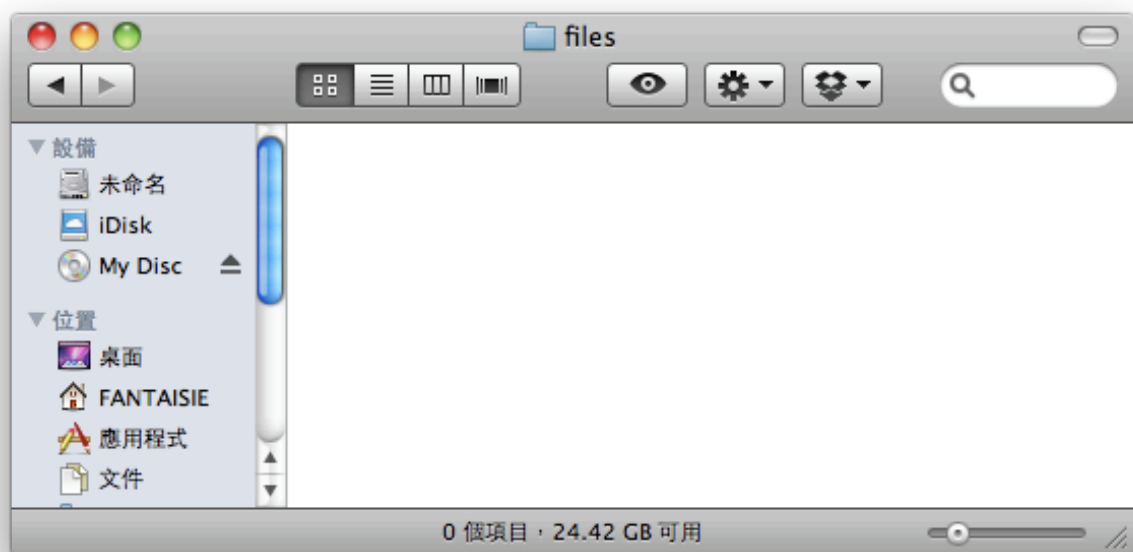 files
設備
未命名
iDisk
My Disc
位置
桌面
FANTAISIE
應用程式
文件
0 個項目，24.42 GB 可用